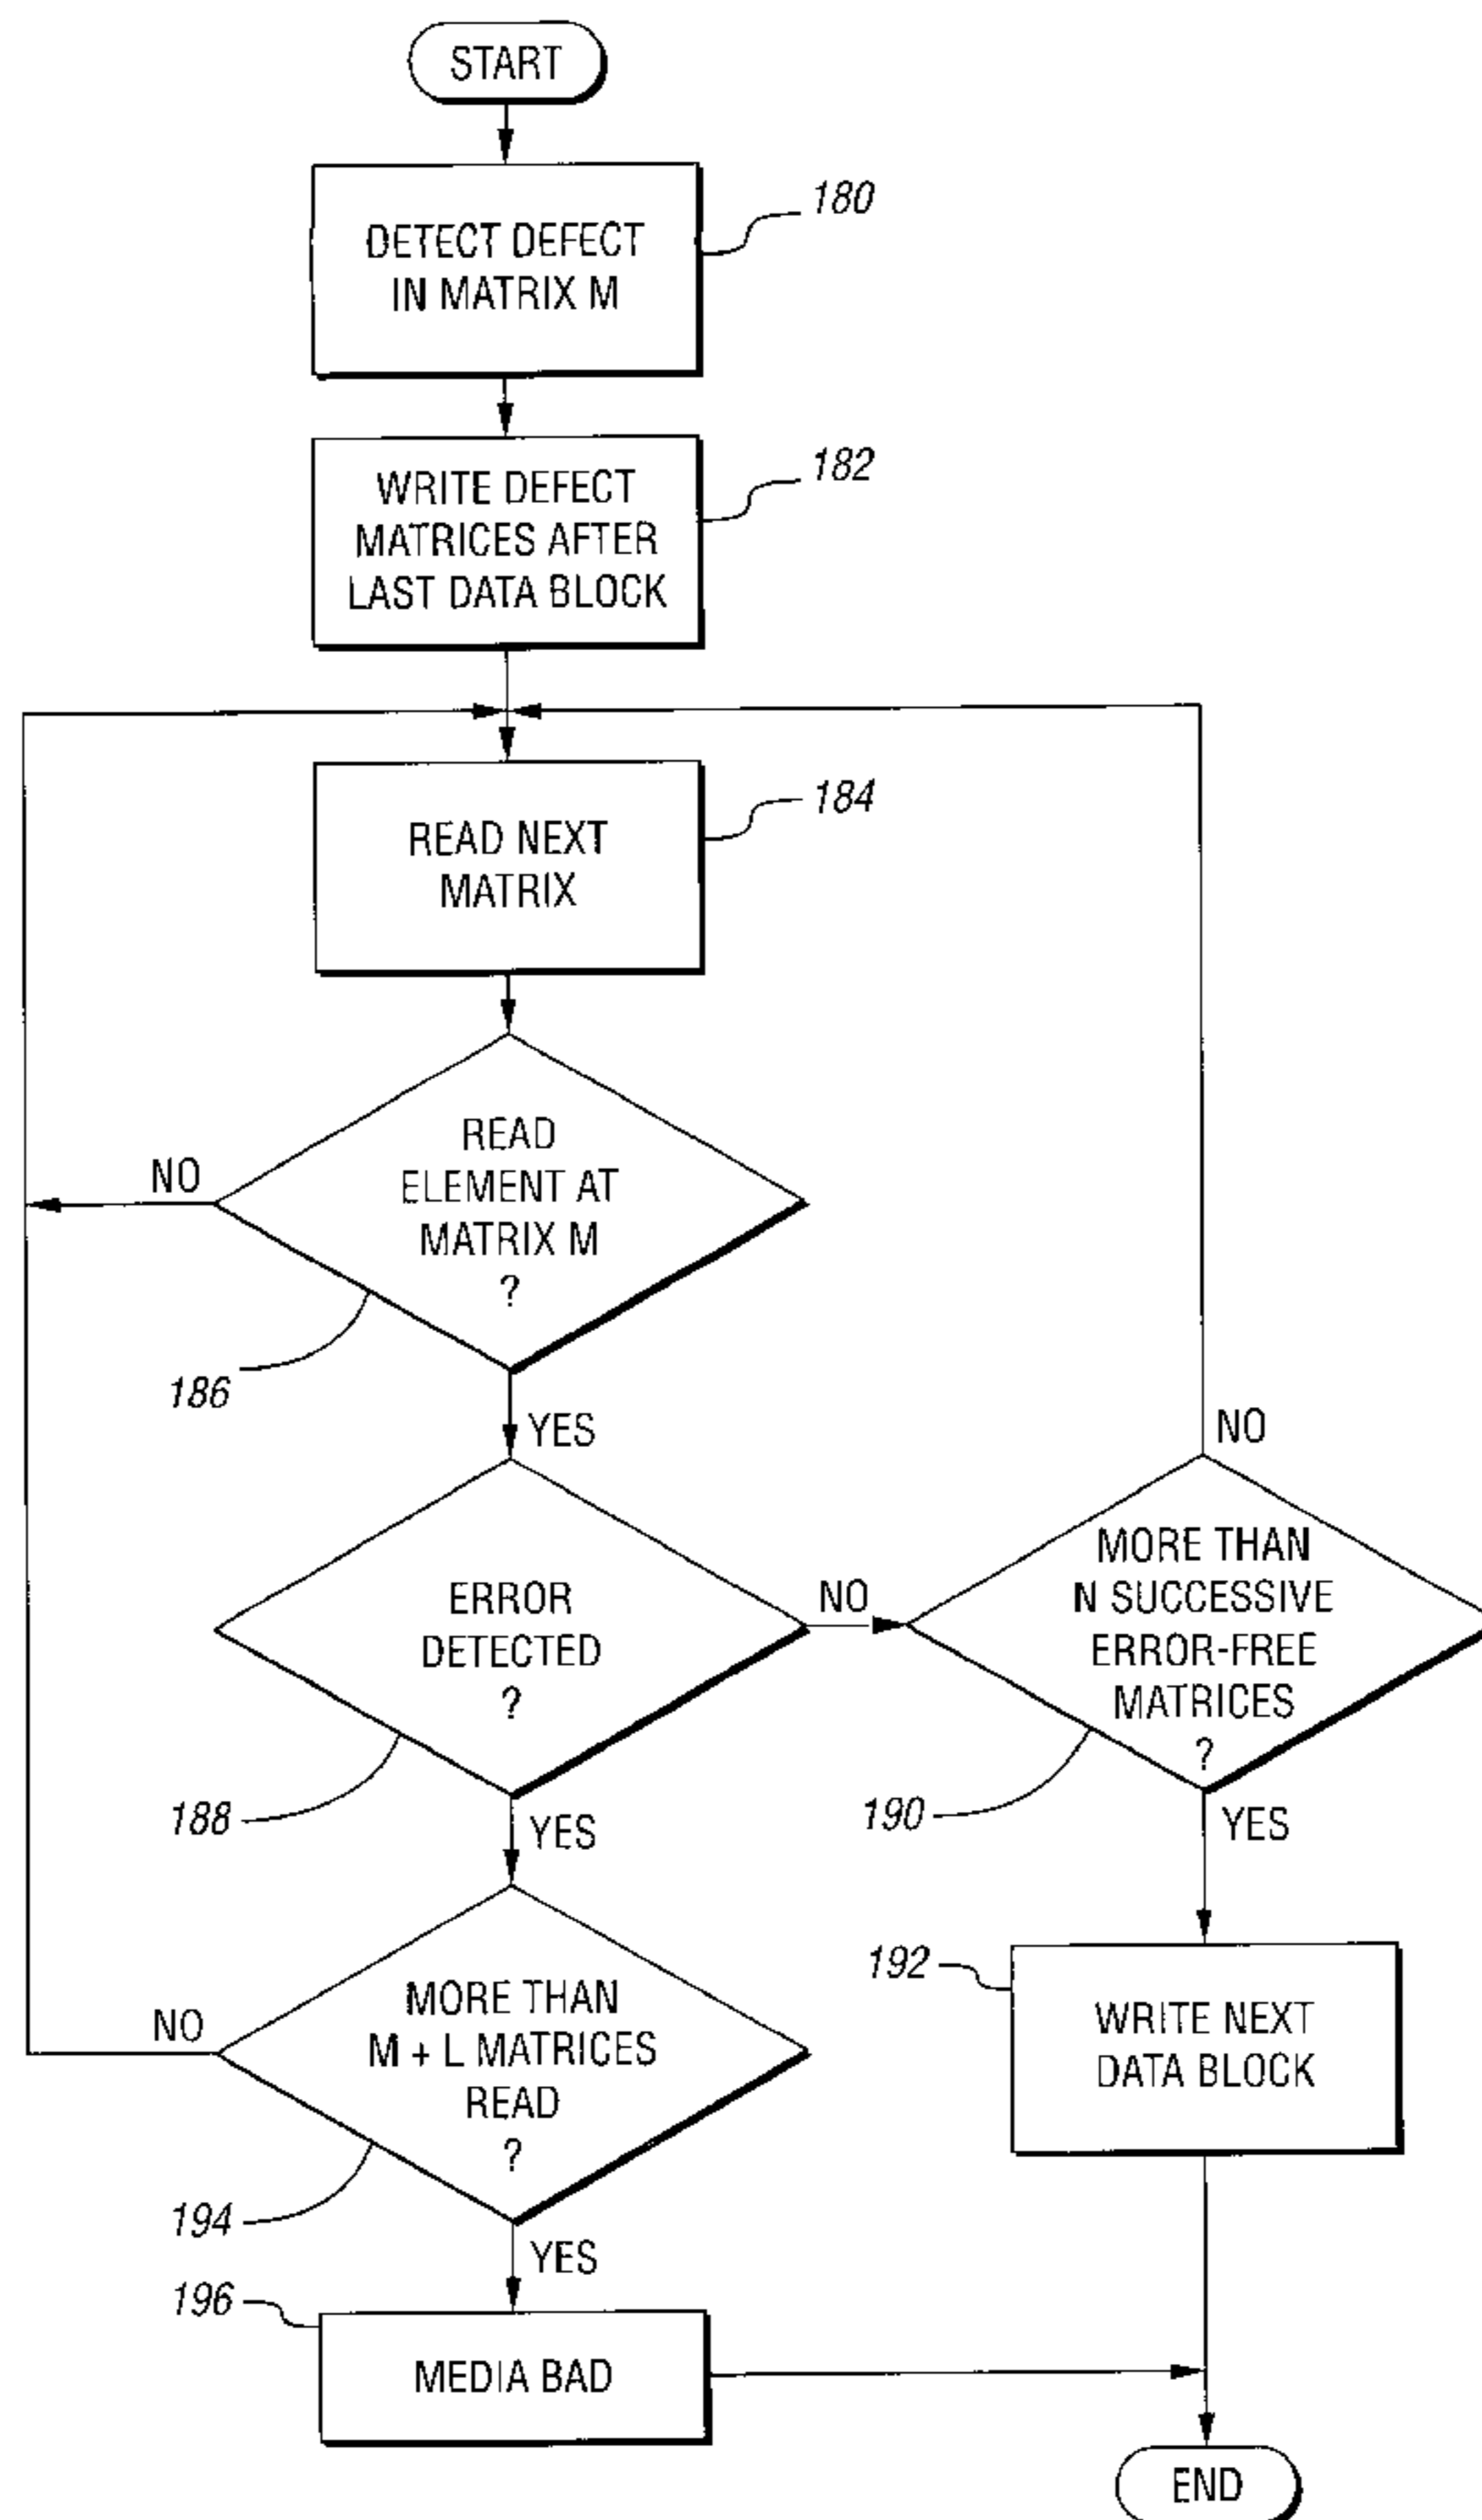 START
180
DETECT DEFECT
IN MATRIX M
182
WRITE DEFECT
MATRICES AFTER
LAST DATA BLOCK
184
READ NEXT
MATRIX
READ
ELEMENT AT
MATRIX M
?
NO
186
YES
NO
ERROR
DETECTED
?
NO
MORE THAN
N SUCCESSIVE
ERROR-FREE
MATRICES
?
188
YES
190
YES
192
MORE THAN
M + L MATRICES
READ
?
NO
WRITE NEXT
DATA BLOCK
194
YES
196
MEDIA BAD
END